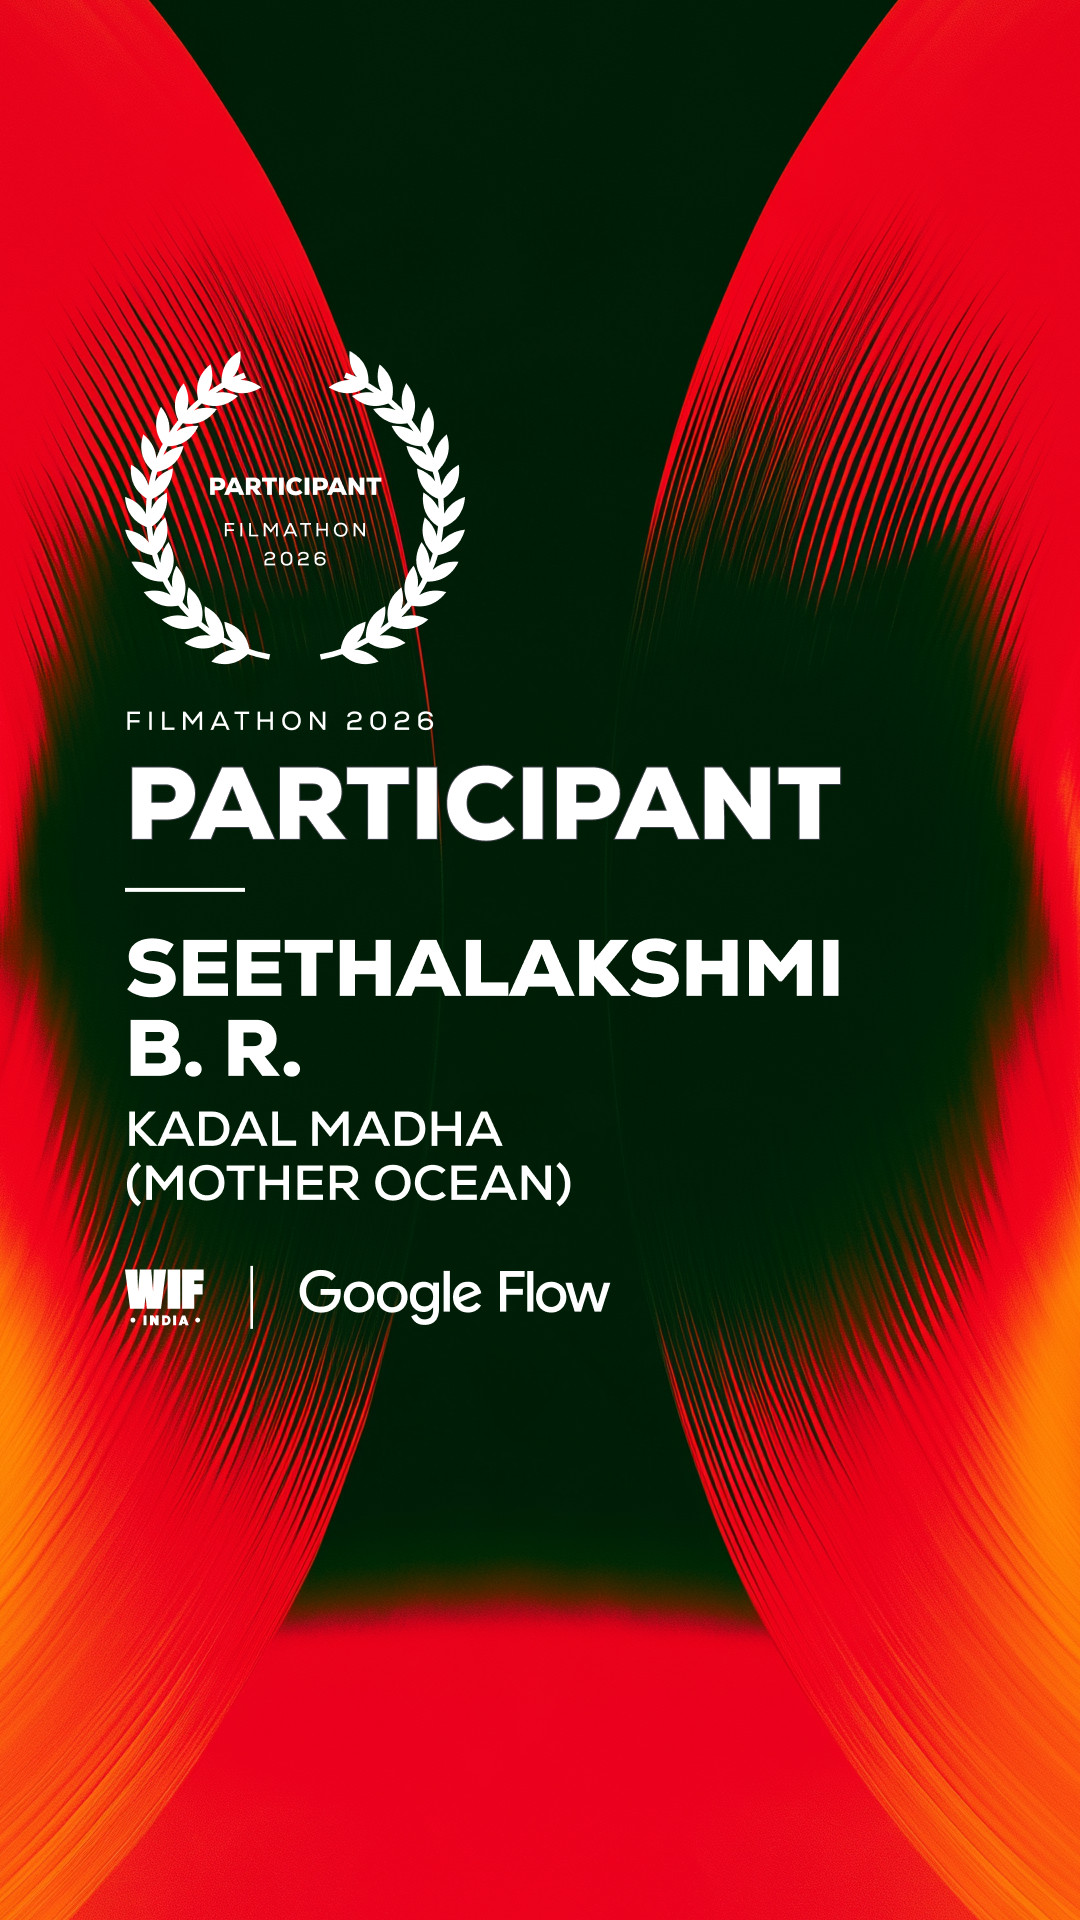 PARTICIPANT
FILMATHON
2026
FILMATHON 2026
PARTICIPANT
SEETHALAKSHMI
B. R.
KADAL MADHA
(MOTHER OCEAN)
WIF
• INDIA •
Google Flow